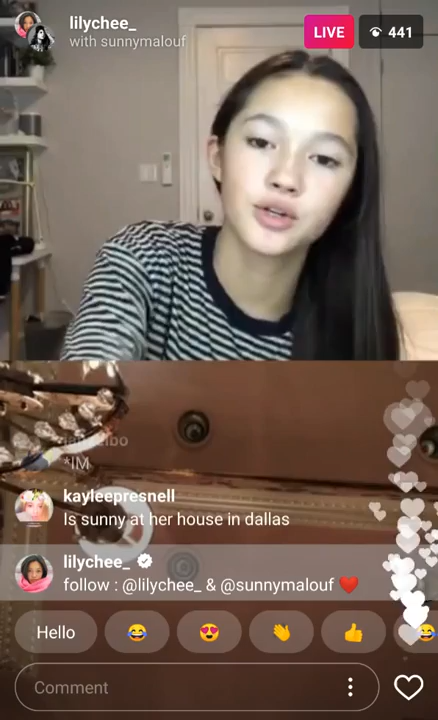 lilychee_
with sunnymalouf
LIVE
441
*IM
kayleepresnell
Is sunny at her house in dallas
lilychee_
follow : @lilychee_ & @sunnymalouf ❤️
Hello 😂 😍 👏 👍 😂
Comment